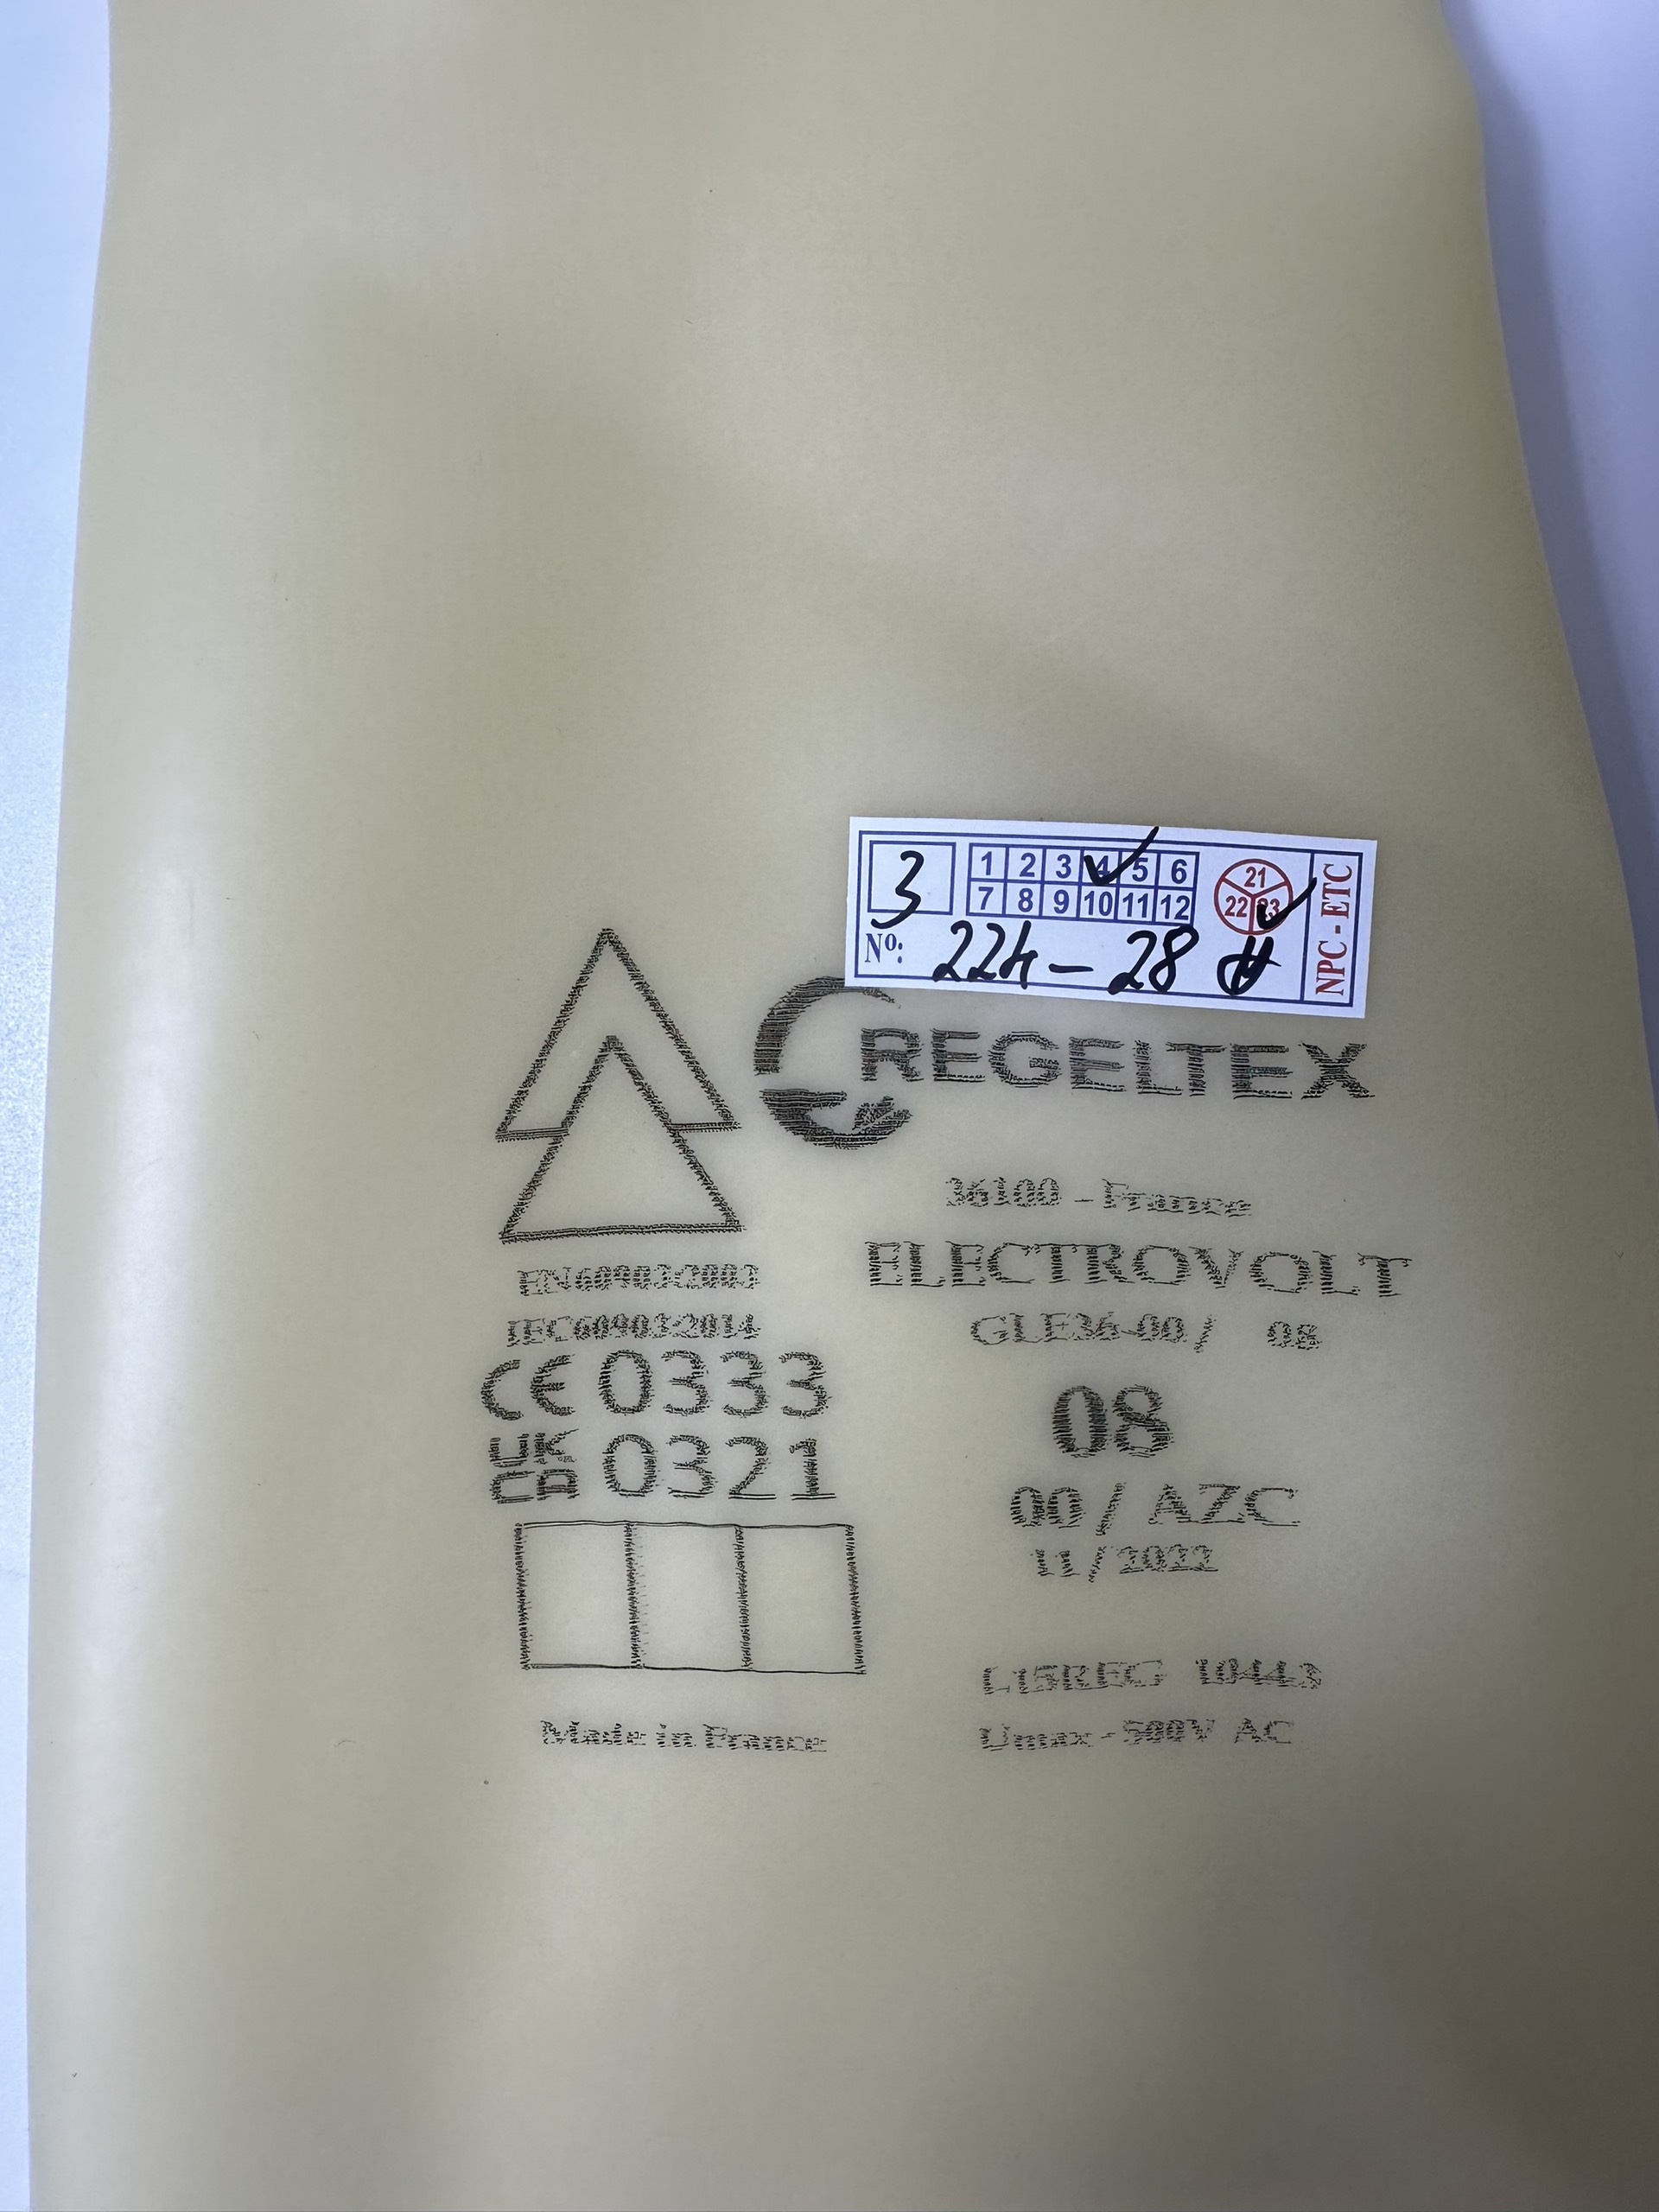 3
1 2 3 4 5 6
7 8 9 10 11 12
21
22 23
NPC - ETC
Nº: 22h - 28
REGELTEX
36100 - France
ELECTROVOLT
GLE36-00/ 08
08
00/ AZC
11/2022
Umax - 500V AC
EN60903:2003
IEC60903:2014
CE 0333
UK CA 0321
Made in France